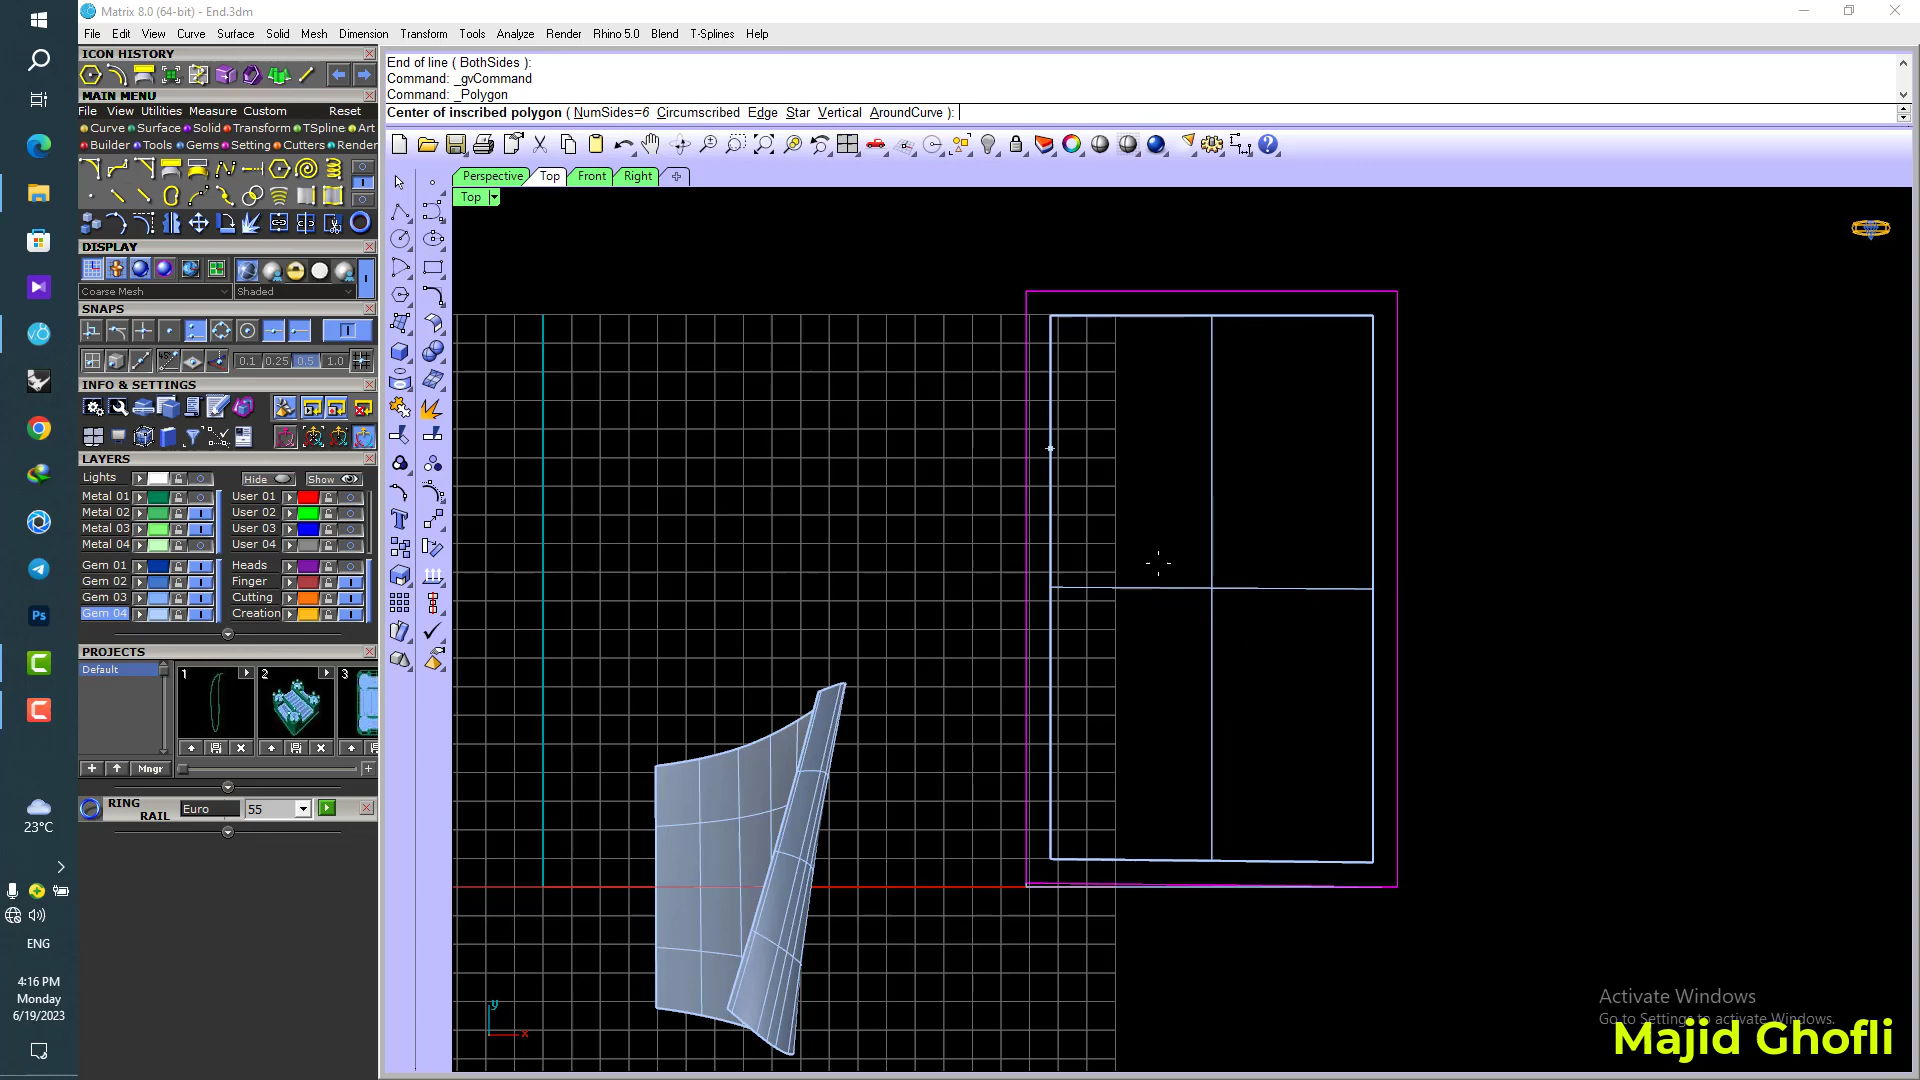 Matrix 8.0 (64-bit) - End.3dm
File Edit View Curve Surface Solid Mesh Dimension Transform Tools Analyze Render Rhino 5.0 Blend T-Splines Help
ICON HISTORY
MAIN MENU
File View Utilities Measure Custom Reset
Curve Surface Solid Transform TSpline Art
Builder Tools Gems Setting Cutters Render
DISPLAY
Coarse Mesh Shaded
SNAPS
0.1 0.25 0.5 1.0
INFO & SETTINGS
LAYERS
Lights Hide Show
Metal 01 User 01
Metal 02 User 02
Metal 03 User 03
Metal 04 User 04
Gem 01 Heads
Gem 02 Finger
Gem 03 Cutting
Gem 04 Creation
PROJECTS
Default 1 2 3
Mngr
RING RAIL Euro 55
End of line ( BothSides ):
Command: _gvCommand
Command: _Polygon
Center of inscribed polygon ( NumSides=6 Circumscribed Edge Star Vertical AroundCurve ):
Perspective Top Front Right
Top
y
x
23°C
ENG
4:16 PM
Monday
6/19/2023
Activate Windows
Go to Settings to activate Windows.
Majid Ghofli